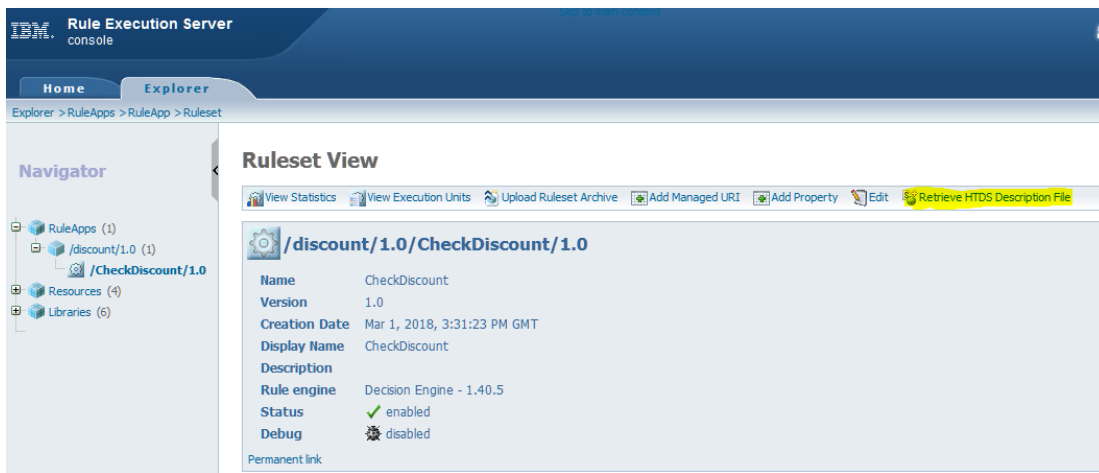 Skip to main content
IBM. Rule Execution Server
console
Home Explorer
Explorer > RuleApps > RuleApp > Ruleset
Navigator
RuleApps (1)
/discount/1.0 (1)
/CheckDiscount/1.0
Resources (4)
Libraries (6)
Ruleset View
View Statistics View Execution Units Upload Ruleset Archive Add Managed URI Add Property Edit Retrieve HTDS Description File
/discount/1.0/CheckDiscount/1.0
Name CheckDiscount
Version 1.0
Creation Date Mar 1, 2018, 3:31:23 PM GMT
Display Name CheckDiscount
Description
Rule engine Decision Engine - 1.40.5
Status enabled
Debug disabled
Permanent link